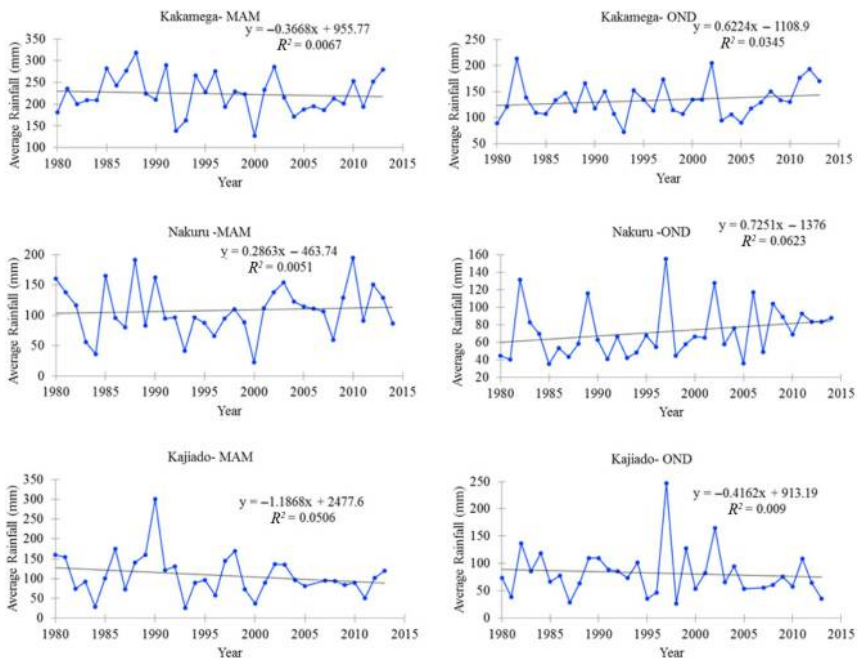 Kakamega- MAM
y = –0.3668x + 955.77
R² = 0.0067
Average Rainfall (mm)
350
300
250
200
150
100
1980 1985 1990 1995 2000 2005 2010 2015
Year
Kakamega- OND
y = 0.6224x – 1108.9
R² = 0.0345
Average Rainfall (mm)
250
200
150
100
50
1980 1985 1990 1995 2000 2005 2010 2015
Year
Nakuru -MAM
y = 0.2863x – 463.74
R² = 0.0051
Average Rainfall (mm)
200
150
100
50
0
1980 1985 1990 1995 2000 2005 2010 2015
Year
Nakuru -OND
y = 0.7251x – 1376
R² = 0.0623
Average Rainfall (mm)
160
140
120
100
80
60
40
20
1980 1985 1990 1995 2000 2005 2010 2015
Year
Kajiado- MAM
y = –1.1868x + 2477.6
R² = 0.0506
Average Rainfall (mm)
350
300
250
200
150
100
50
0
1980 1985 1990 1995 2000 2005 2010 2015
Year
Kajiado- OND
y = –0.4162x + 913.19
R² = 0.009
Average Rainfall (mm)
250
200
150
100
50
0
1980 1985 1990 1995 2000 2005 2010 2015
Year